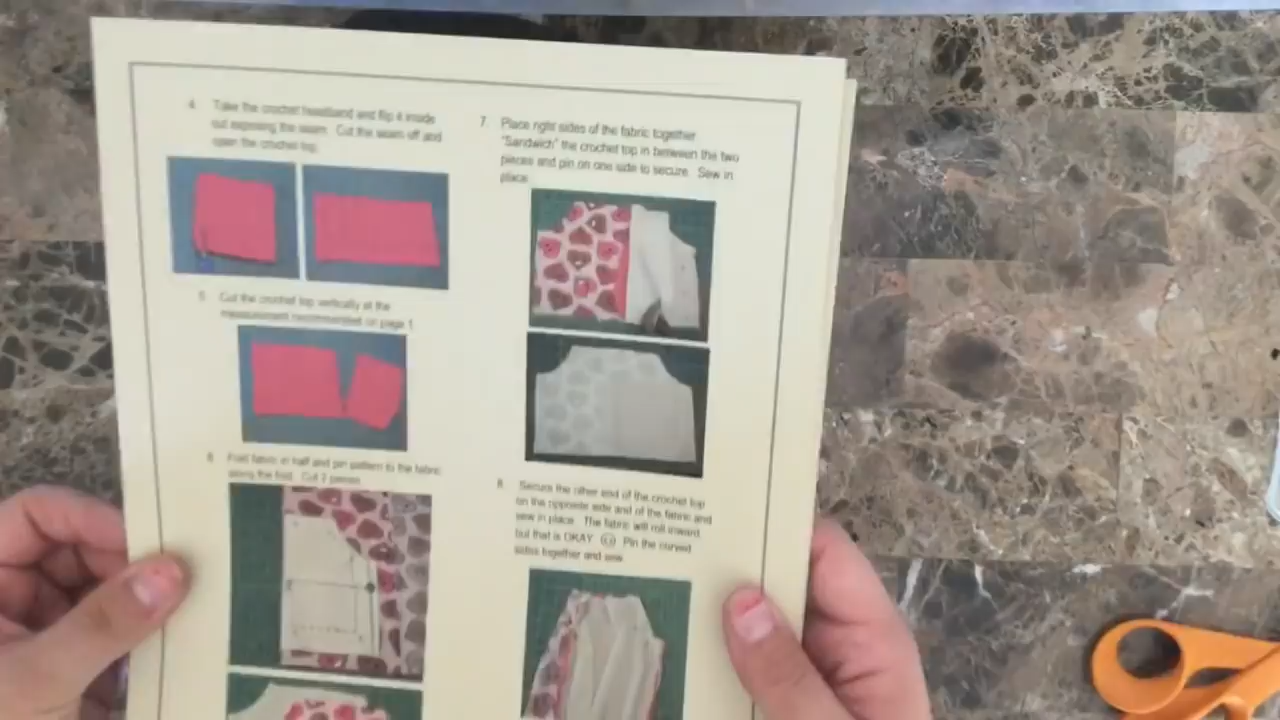 4. Take the crochet headband and flip it inside
out exposing the seam. Cut the seam off and
open the crochet top.
5. Cut the crochet top vertically at the
measurement recommended on page 1.
6. Fold fabric in half and pin pattern to the fabric
along the fold. Cut 2 pieces.
7. Place right sides of the fabric together
"Sandwich" the crochet top in between the two
pieces and pin on one side to secure. Sew in
place.
8. Secure the other end of the crochet top
on the opposite side end of the fabric and
sew in place. The fabric will roll inward,
but that is OKAY. Pin the curved
sides together and sew.